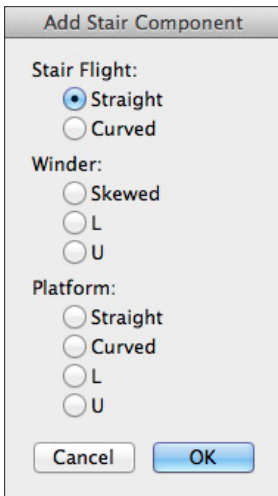 Add Stair Component
Stair Flight:
Straight
Curved
Winder:
Skewed
L
U
Platform:
Straight
Curved
L
U
Cancel OK